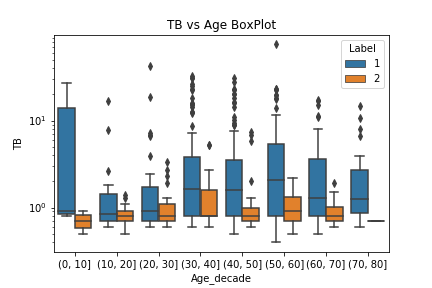 TB vs Age BoxPlot
Label
1
2
TB
10¹
10⁰
(0, 10] (10, 20] (20, 30] (30, 40] (40, 50] (50, 60] (60, 70] (70, 80]
Age_decade